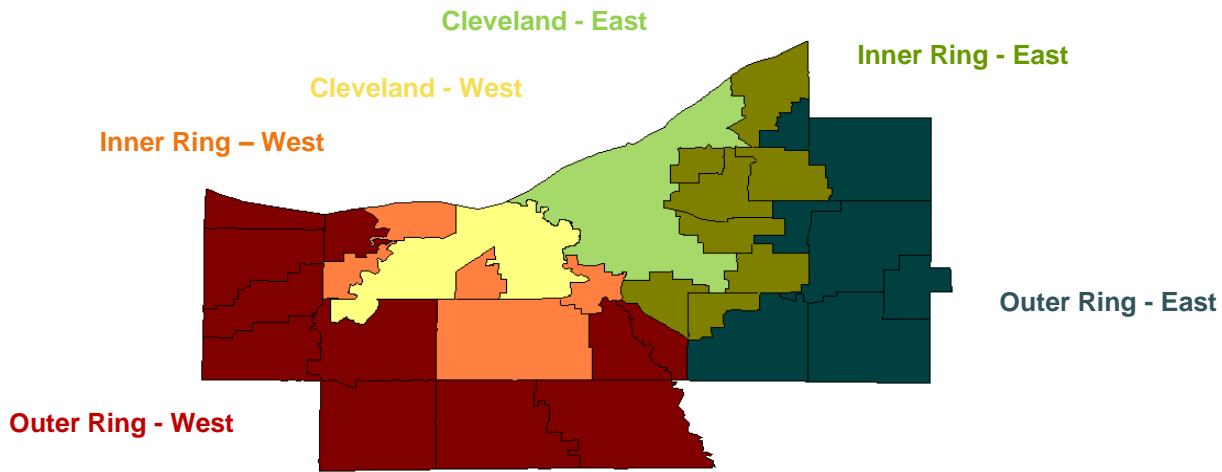 Cleveland - East
Inner Ring - East
Cleveland - West
Inner Ring – West
Outer Ring - East
Outer Ring - West